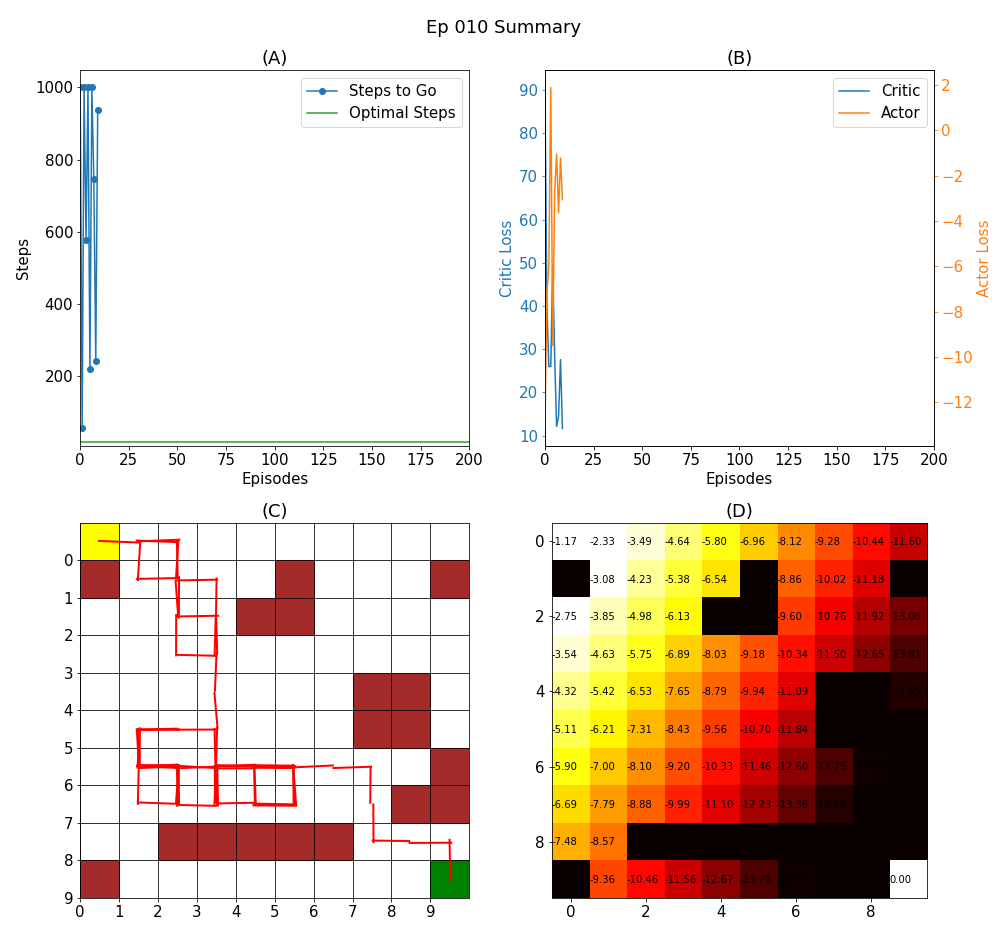 Ep 010 Summary
(A)
(B)
1000
800
600
400
200
Steps
Steps to Go
Optimal Steps
0 25 50 75 100 125 150 175 200
Episodes
90
80
70
60
50
40
30
20
10
Critic Loss
Critic
Actor
2
0
−2
−4
−6
−8
−10
−12
Actor Loss
0 25 50 75 100 125 150 175 200
Episodes
(C)
(D)
0
1
2
3
4
5
6
7
8
9
0 1 2 3 4 5 6 7 8 9
0 -1.17 -2.33 -3.49 -4.64 -5.80 -6.96 -8.12 -9.28 -10.44 -11.60
-3.08 -4.23 -5.38 -6.54 -8.86 -10.02 -11.18
2 -2.75 -3.85 -4.98 -6.13 -9.60 -10.76 -11.92 -13.08
-3.54 -4.63 -5.75 -6.89 -8.03 -9.18 -10.34 -11.50 -12.65 -13.81
4 -4.32 -5.42 -6.53 -7.65 -8.79 -9.94 -11.09
-5.11 -6.21 -7.31 -8.43 -9.56 -10.70 -11.84
6 -5.90 -7.00 -8.10 -9.20 -10.33 -11.46 -12.60 -13.75
-6.69 -7.79 -8.88 -9.99 -11.10 -12.23 -13.36 -14.50
8 -7.48 -8.57
-9.36 -10.46 -11.56 -12.67 -13.78 0.00
0 2 4 6 8